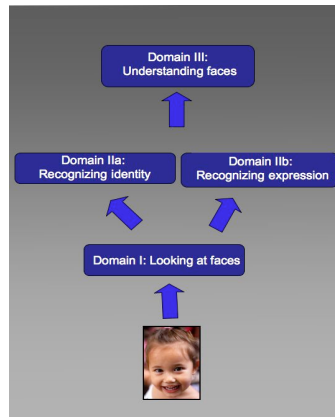 Domain III:
Understanding faces
Domain IIa:
Recognizing identity
Domain IIb:
Recognizing expression
Domain I: Looking at faces